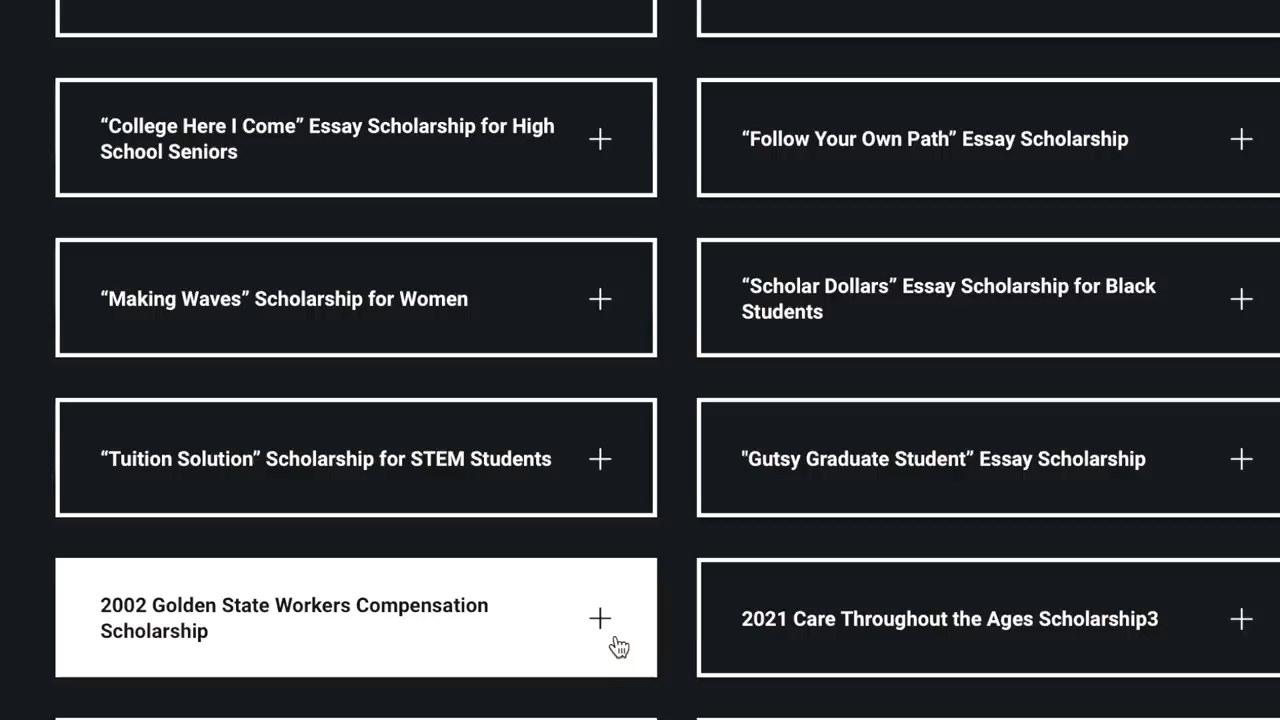 “College Here I Come” Essay Scholarship for High
School Seniors
“Follow Your Own Path” Essay Scholarship
“Making Waves” Scholarship for Women
“Scholar Dollars” Essay Scholarship for Black
Students
“Tuition Solution” Scholarship for STEM Students
"Gutsy Graduate Student” Essay Scholarship
2002 Golden State Workers Compensation
Scholarship
2021 Care Throughout the Ages Scholarship3